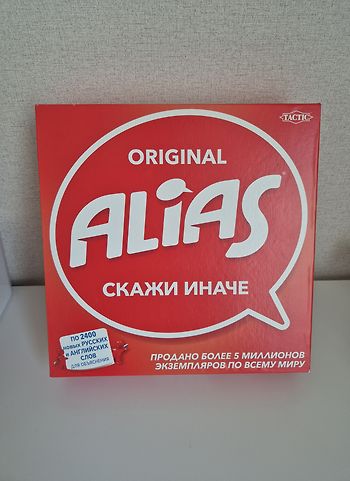 TACTIC
ORIGINAL
ALiAS
СКАЖИ ИНАЧЕ
ПО 2400
НОВЫХ РУССКИХ
И АНГЛИЙСКИХ
СЛОВ
ДЛЯ ОБЪЯСНЕНИЯ
ПРОДАНО БОЛЕЕ 5 МИЛЛИОНОВ
ЭКЗЕМПЛЯРОВ ПО ВСЕМУ МИРУ